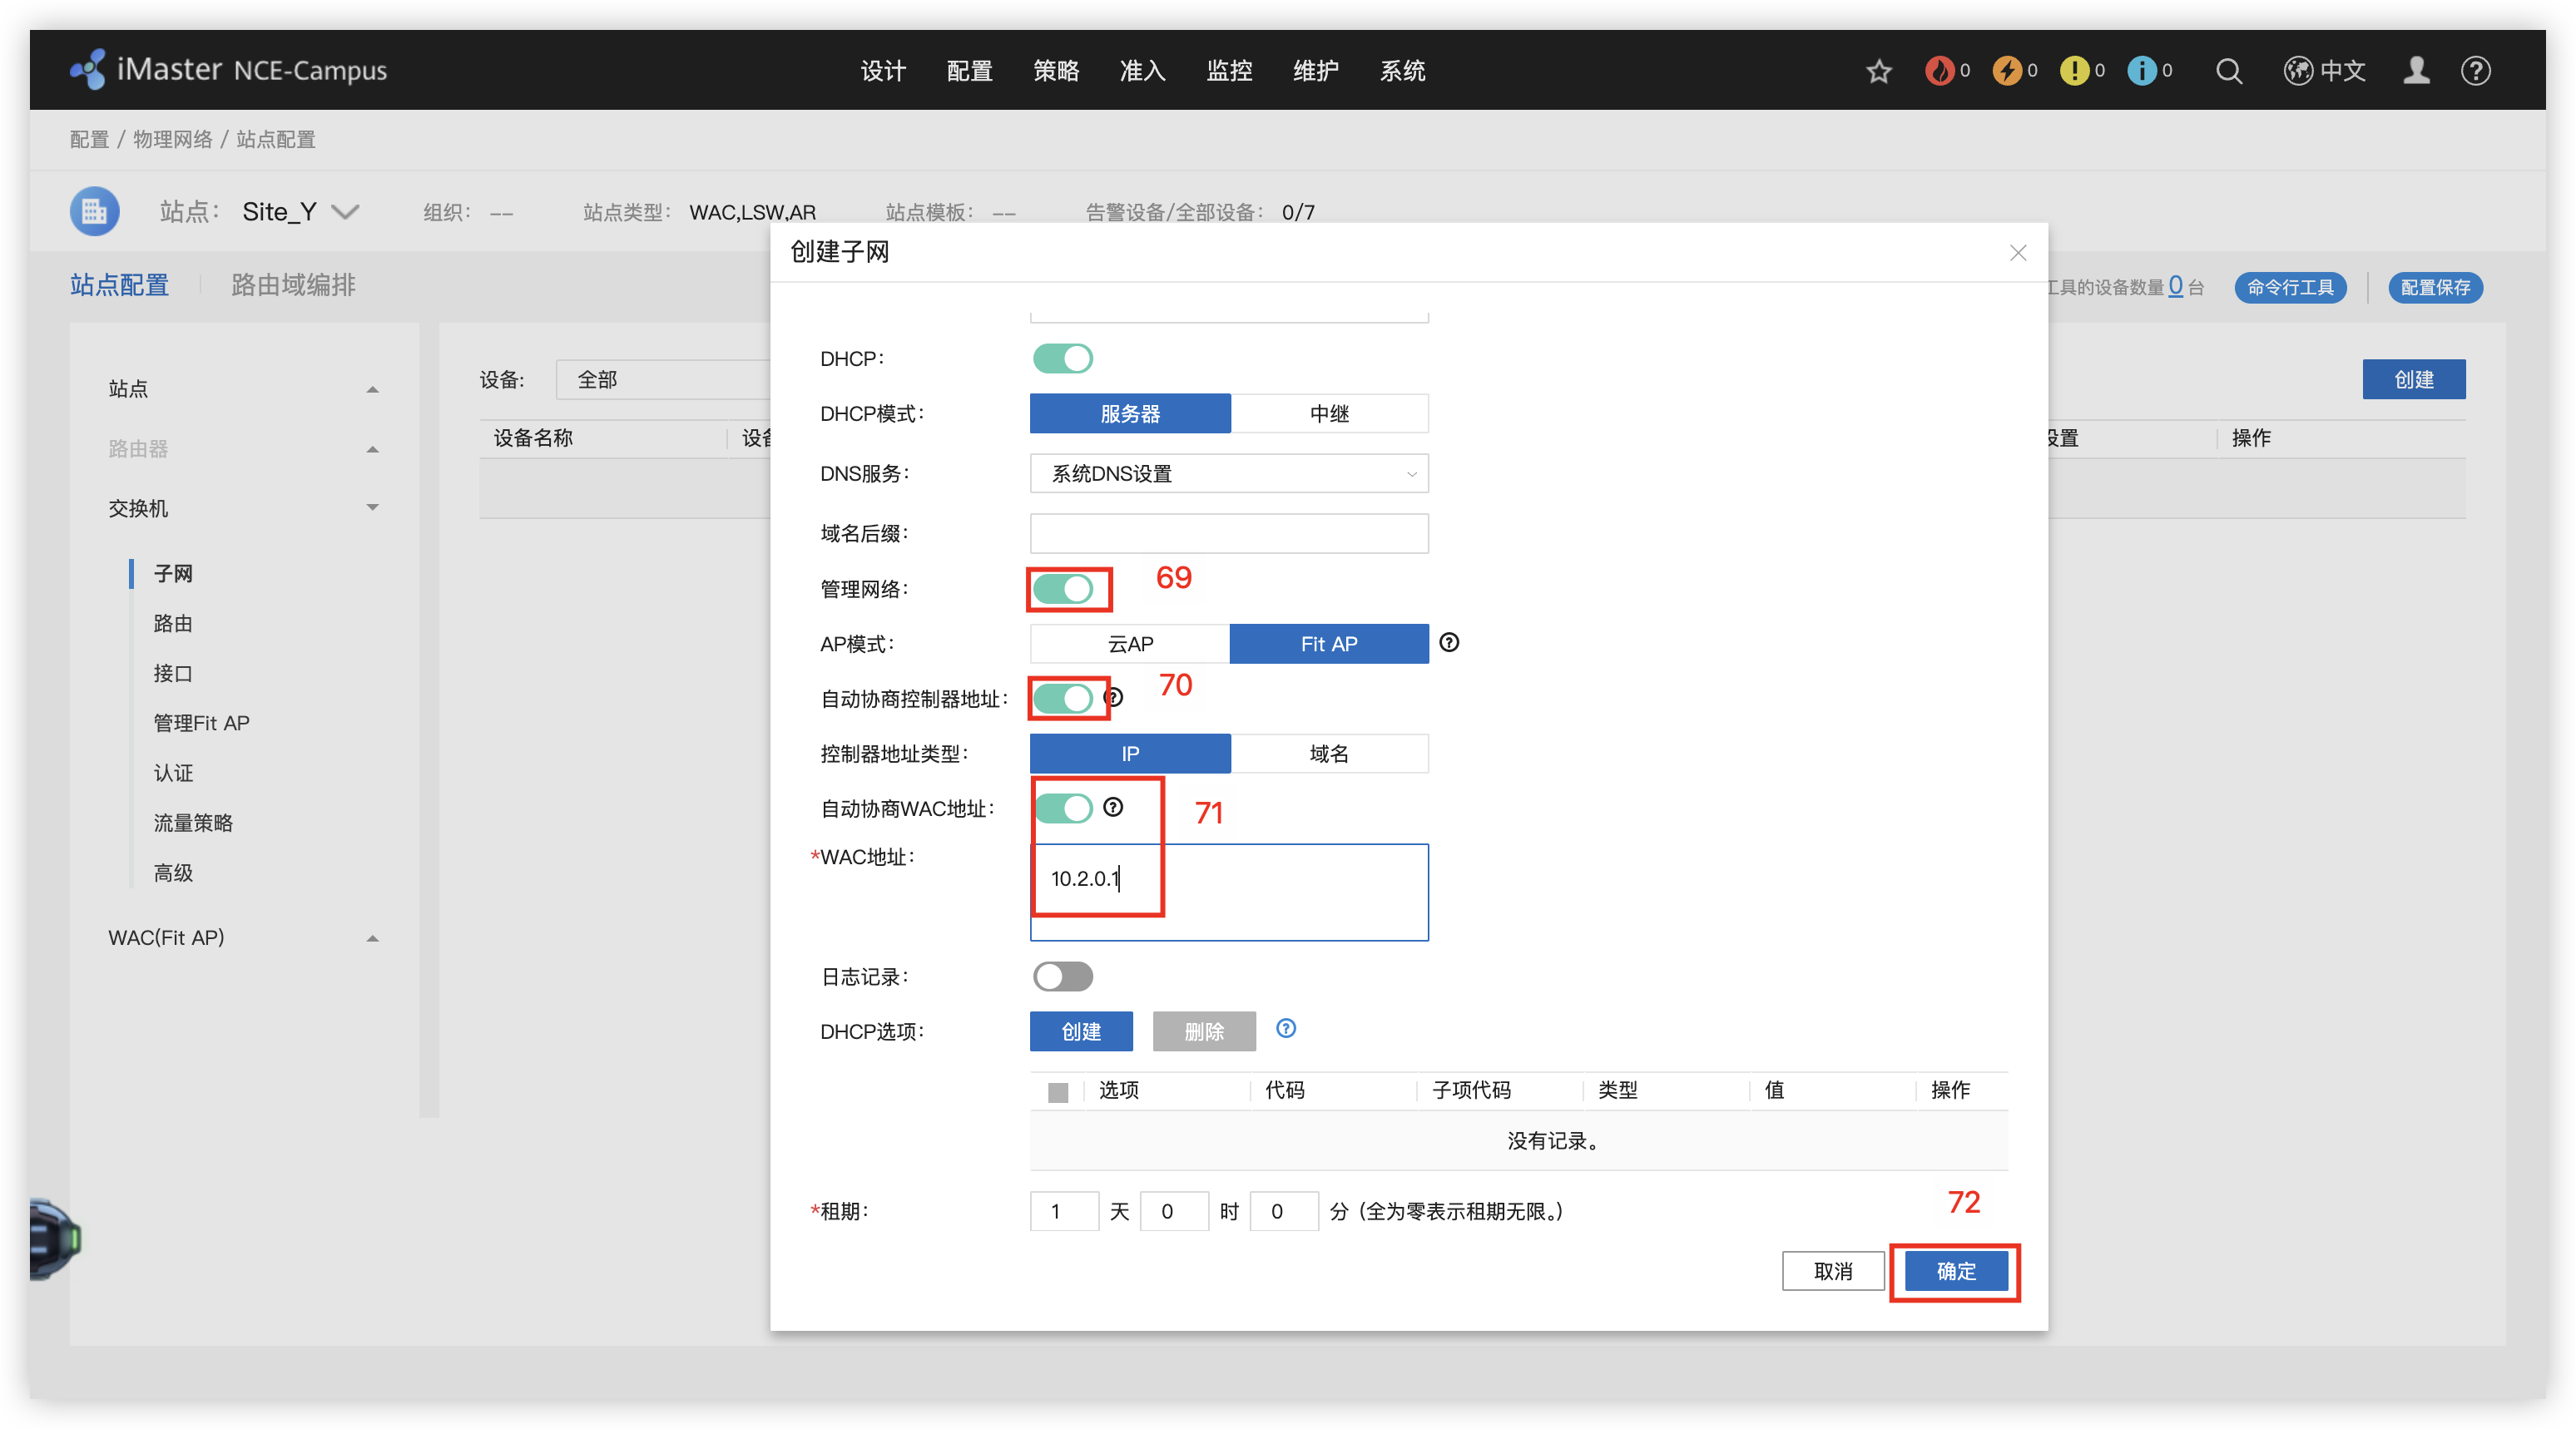 iMaster NCE-Campus 设计 配置 策略 准入 监控 维护 系统 0 0 0 0 中文
配置 / 物理网络 / 站点配置
站点： Site_Y 组织： -- 站点类型： WAC,LSW,AR 站点模板： -- 告警设备/全部设备： 0/7
创建子网
站点配置 路由域编排 工具的设备数量 0 台 命令行工具 配置保存
DHCP：
设备: 全部 创建
站点
DHCP模式： 服务器 中继
设备名称 设备 设置 操作
路由器
DNS服务： 系统DNS设置
交换机
域名后缀：
子网
管理网络： 69
路由
AP模式： 云AP Fit AP
接口
自动协商控制器地址： 70
管理Fit AP
控制器地址类型： IP 域名
认证
自动协商WAC地址： 71
流量策略
*WAC地址：
高级
10.2.0.1
WAC(Fit AP)
日志记录：
DHCP选项： 创建 删除
选项 代码 子项代码 类型 值 操作
没有记录。
72
*租期： 1 天 0 时 0 分 (全为零表示租期无限。)
取消 确定